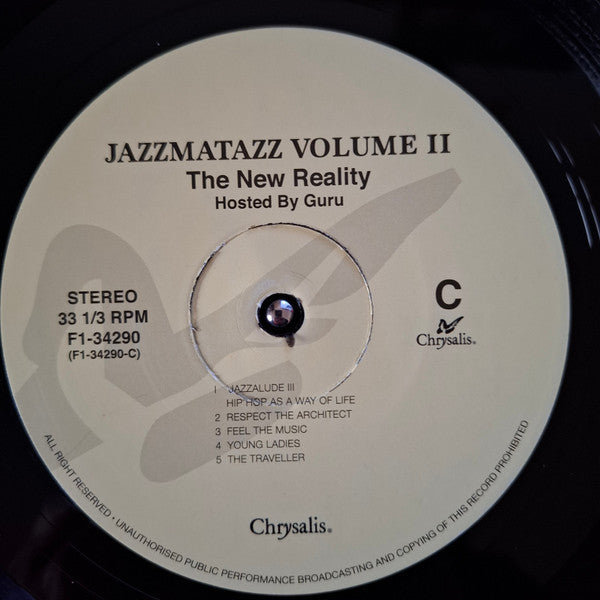 JAZZMATAZZ VOLUME II
The New Reality
Hosted By Guru
STEREO
33 1/3 RPM
F1-34290
(F1-34290-C)
C
Chrysalis®
1 JAZZALUDE III
HIP HOP AS A WAY OF LIFE
2 RESPECT THE ARCHITECT
3 FEEL THE MUSIC
4 YOUNG LADIES
5 THE TRAVELLER
Chrysalis®
ALL RIGHT RESERVED • UNAUTHORISED PUBLIC PERFORMANCE BROADCASTING AND COPYING OF THIS RECORD PROHIBITED